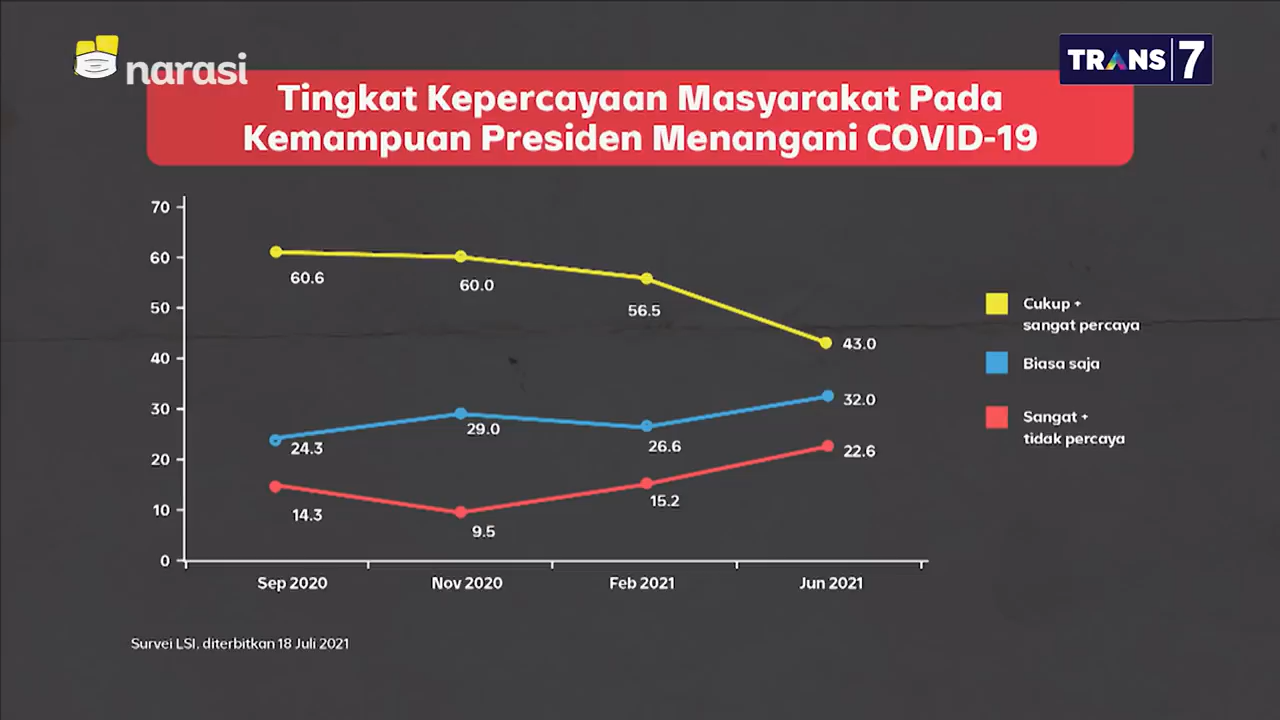 narasi
TRANS 7
Tingkat Kepercayaan Masyarakat Pada
Kemampuan Presiden Menangani COVID-19
70
60
50
40
30
20
10
0
60.6
60.0
56.5
43.0
24.3
29.0
26.6
32.0
14.3
9.5
15.2
22.6
Sep 2020
Nov 2020
Feb 2021
Jun 2021
Cukup +
sangat percaya
Biasa saja
Sangat +
tidak percaya
Survei LSI, diterbitkan 18 Juli 2021